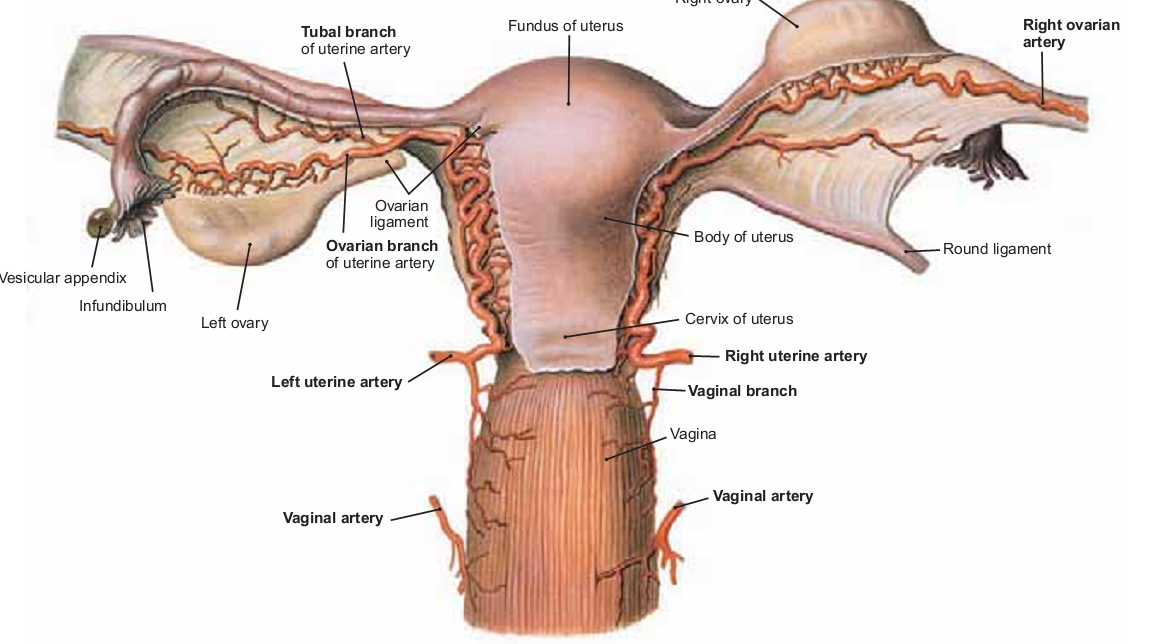 Right ovary
Fundus of uterus
Tubal branch
of uterine artery
Right ovarian
artery
Ovarian
ligament
Ovarian branch
of uterine artery
Vesicular appendix
Infundibulum
Left ovary
Body of uterus
Round ligament
Cervix of uterus
Right uterine artery
Left uterine artery
Vaginal branch
Vagina
Vaginal artery
Vaginal artery